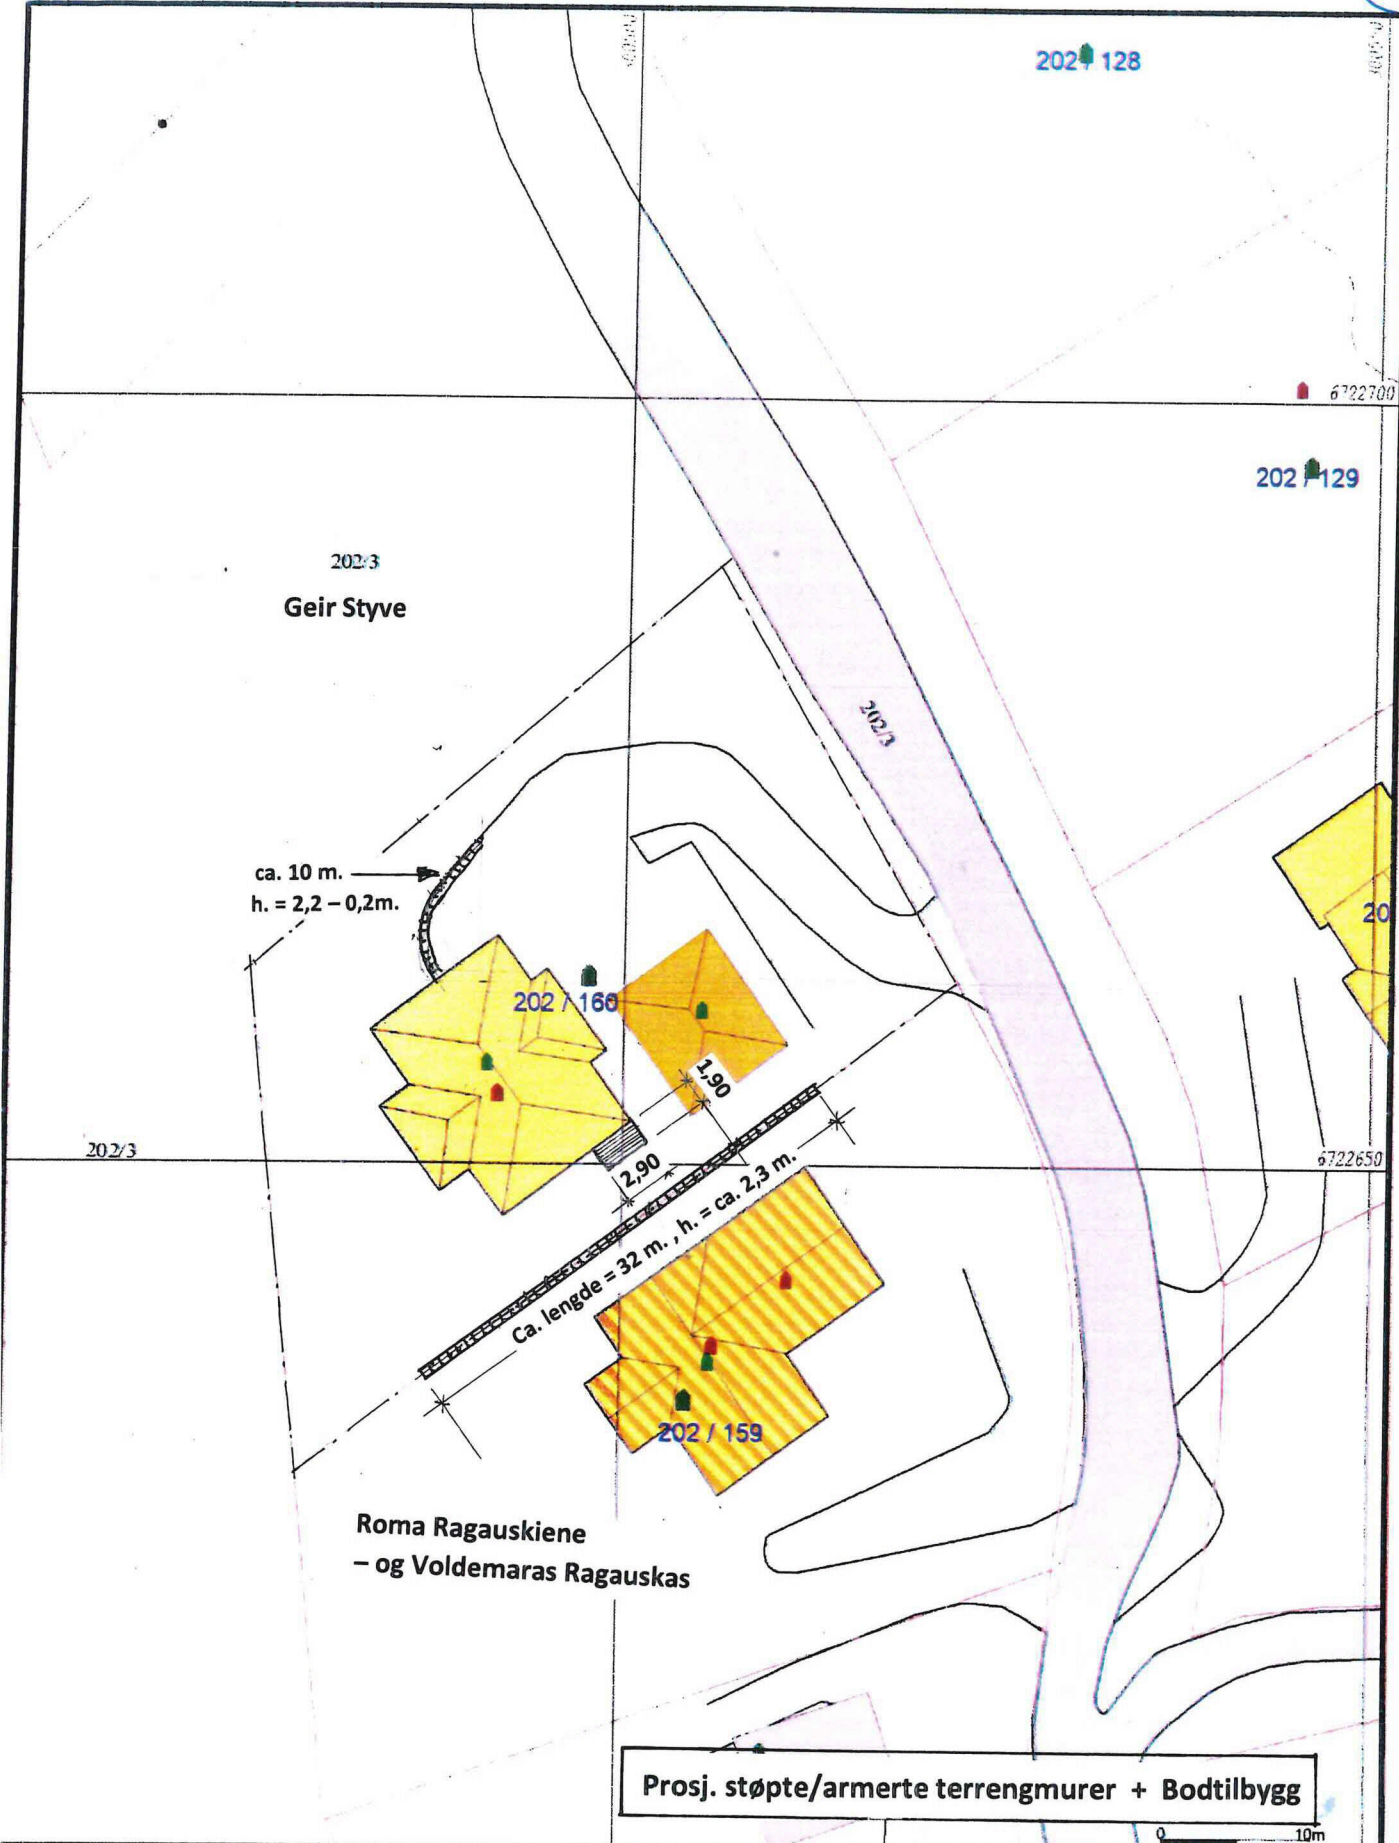 202 / 128
6722700
202 / 129
202/3
Geir Styve
202/3
ca. 10 m.
h. = 2,2 – 0,2m.
20
202 / 160
1,90
202/3
2,90
6722650
Ca. lengde = 32 m. , h. = ca. 2,3 m.
202 / 159
Roma Ragauskiene
– og Voldemaras Ragauskas
Prosj. støpte/armerte terrengmurer + Bodtilbygg
0 10m